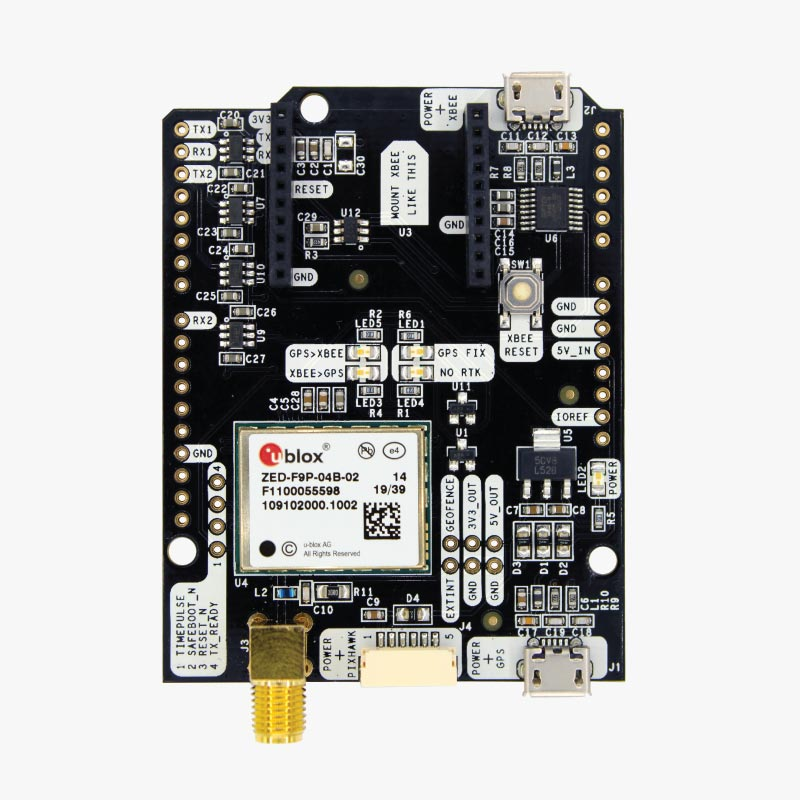 C20
3V3
TX1
TX
RX1
RX
TX2
C21
C22
U7
RESET
C23
C24
U10
GND
C25
C26
RX2
U9
C27
C3
C2
C1
C30
C29
U12
R3
MOUNT XBEE
LIKE THIS
U3
POWER
+
XBEE
J2
C11 C12 C13
R7
R8
L3
GND
C14
C16
C15
U6
SW1
XBEE
RESET
GND
GND
5V_IN
IOREF
R2
LED5
R6
LED1
GPS>XBEE
GPS FIX
XBEE>GPS
NO RTK
LED3
R4
LED4
R1
U11
U1
C4
C5
C28
U5
5CVB
L528
LED2
POWER
GND
4
1
ublox®
Pb
e4
ZED-F9P-04B-02 14
F1100055598 19/39
109102000.1002
©
u-blox AG
All Rights Reserved
U4
GEOFENCE
3V3_OUT
5V_OUT
EXTINT
GND
GND
C7
C8
R5
D3
D1
D2
1 TIMEPULSE
2 SAFEBOOT_N
3 RESET_N
4 TX_READY
L2
C10
R11
C9
D4
J3
POWER
+
PIXHAWK
1
5
J4
POWER
+
GPS
C17 C19 C18
C6
L1
R10
R9
J1